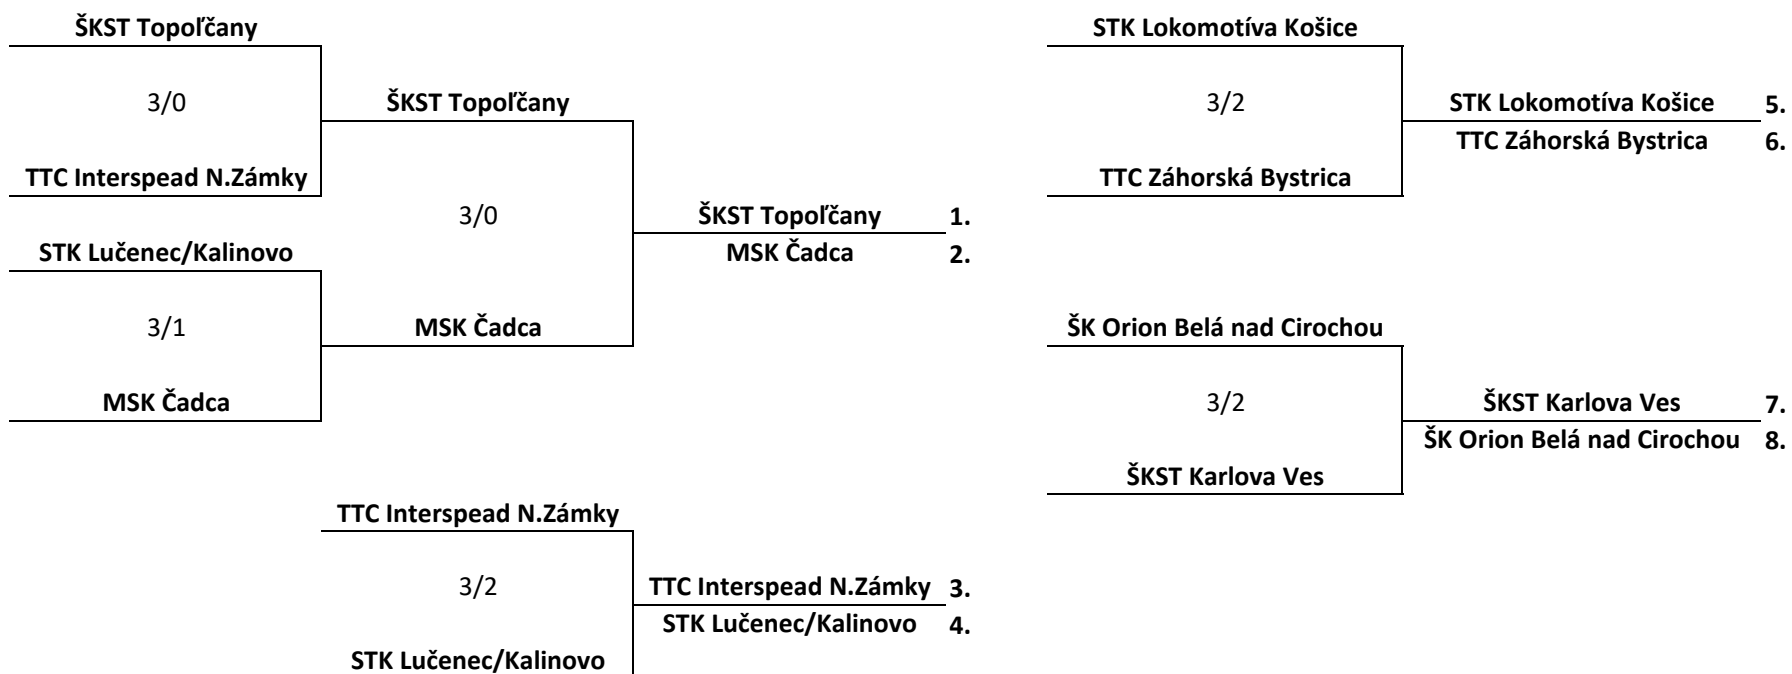 ŠKST Topoľčany
3/0
TTC Interspead N.Zámky
STK Lučenec/Kalinovo
3/1
MSK Čadca
ŠKST Topoľčany
3/0
MSK Čadca
ŠKST Topoľčany 1.
MSK Čadca 2.
TTC Interspead N.Zámky
3/2
STK Lučenec/Kalinovo
TTC Interspead N.Zámky 3.
STK Lučenec/Kalinovo 4.
STK Lokomotíva Košice
3/2
TTC Záhorská Bystrica
STK Lokomotíva Košice 5.
TTC Záhorská Bystrica 6.
ŠK Orion Belá nad Cirochou
3/2
ŠKST Karlova Ves
ŠKST Karlova Ves 7.
ŠK Orion Belá nad Cirochou 8.